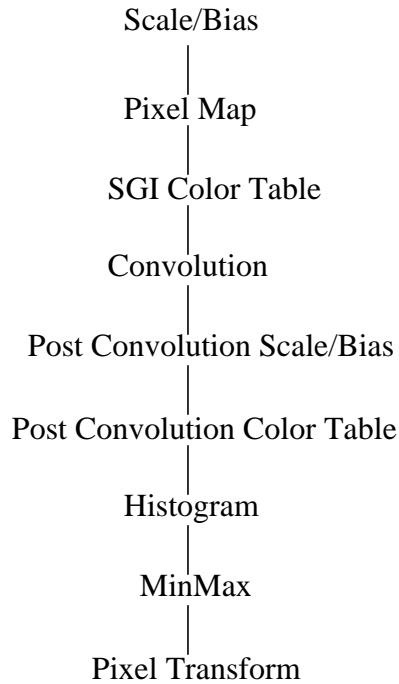 Scale/Bias
Pixel Map
SGI Color Table
Convolution
Post Convolution Scale/Bias
Post Convolution Color Table
Histogram
MinMax
Pixel Transform